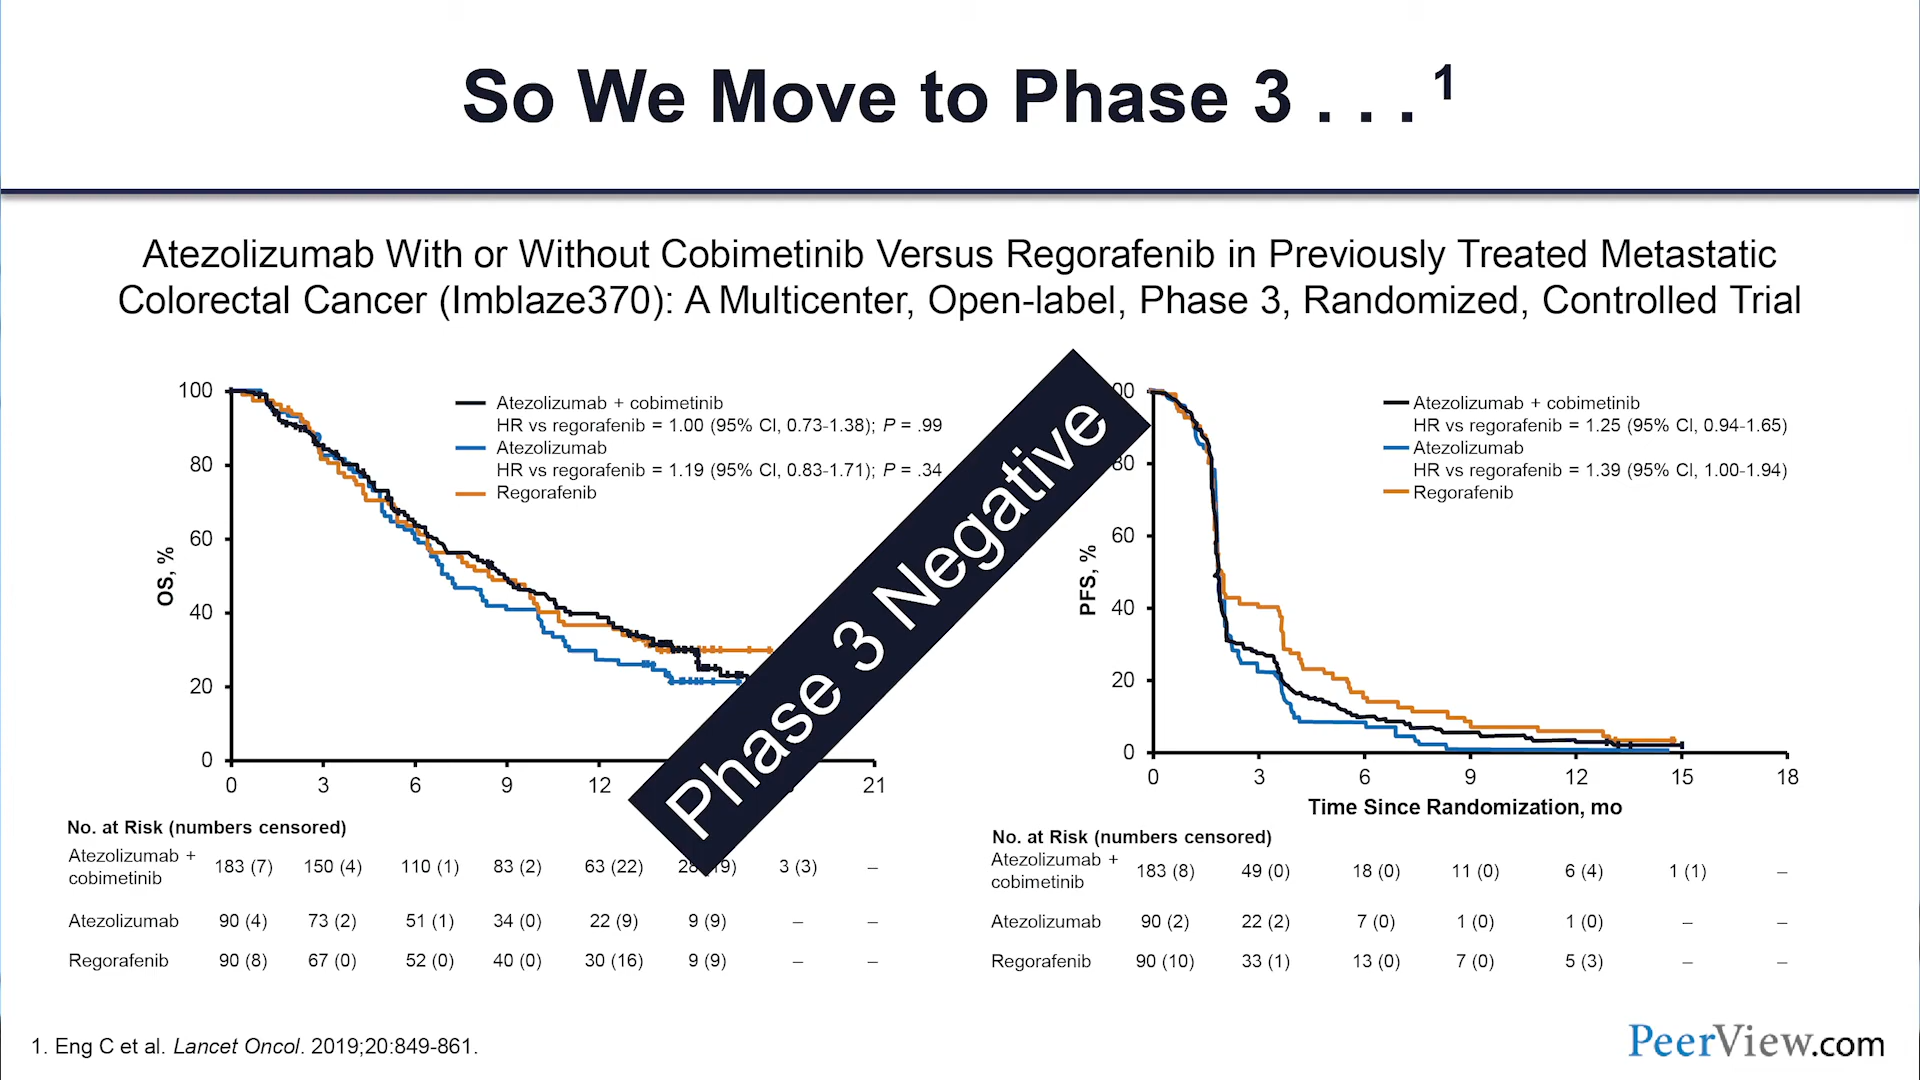 So We Move to Phase 3 . . .1
Atezolizumab With or Without Cobimetinib Versus Regorafenib in Previously Treated Metastatic
Colorectal Cancer (Imblaze370): A Multicenter, Open-label, Phase 3, Randomized, Controlled Trial
OS, %
100
80
60
40
20
0
0 3 6 9 12 21
Atezolizumab + cobimetinib
HR vs regorafenib = 1.00 (95% CI, 0.73-1.38); P = .99
Atezolizumab
HR vs regorafenib = 1.19 (95% CI, 0.83-1.71); P = .34
Regorafenib
Phase 3 Negative
PFS, %
80
60
40
20
0
0 3 6 9 12 15 18
Time Since Randomization, mo
Atezolizumab + cobimetinib
HR vs regorafenib = 1.25 (95% CI, 0.94-1.65)
Atezolizumab
HR vs regorafenib = 1.39 (95% CI, 1.00-1.94)
Regorafenib
No. at Risk (numbers censored)
Atezolizumab +
cobimetinib 183 (7) 150 (4) 110 (1) 83 (2) 63 (22) 3 (3) –
Atezolizumab 90 (4) 73 (2) 51 (1) 34 (0) 22 (9) 9 (9) – –
Regorafenib 90 (8) 67 (0) 52 (0) 40 (0) 30 (16) 9 (9) – –
No. at Risk (numbers censored)
Atezolizumab +
cobimetinib 183 (8) 49 (0) 18 (0) 11 (0) 6 (4) 1 (1) –
Atezolizumab 90 (2) 22 (2) 7 (0) 1 (0) 1 (0) – –
Regorafenib 90 (10) 33 (1) 13 (0) 7 (0) 5 (3) – –
1. Eng C et al. Lancet Oncol. 2019;20:849-861.
PeerView.com